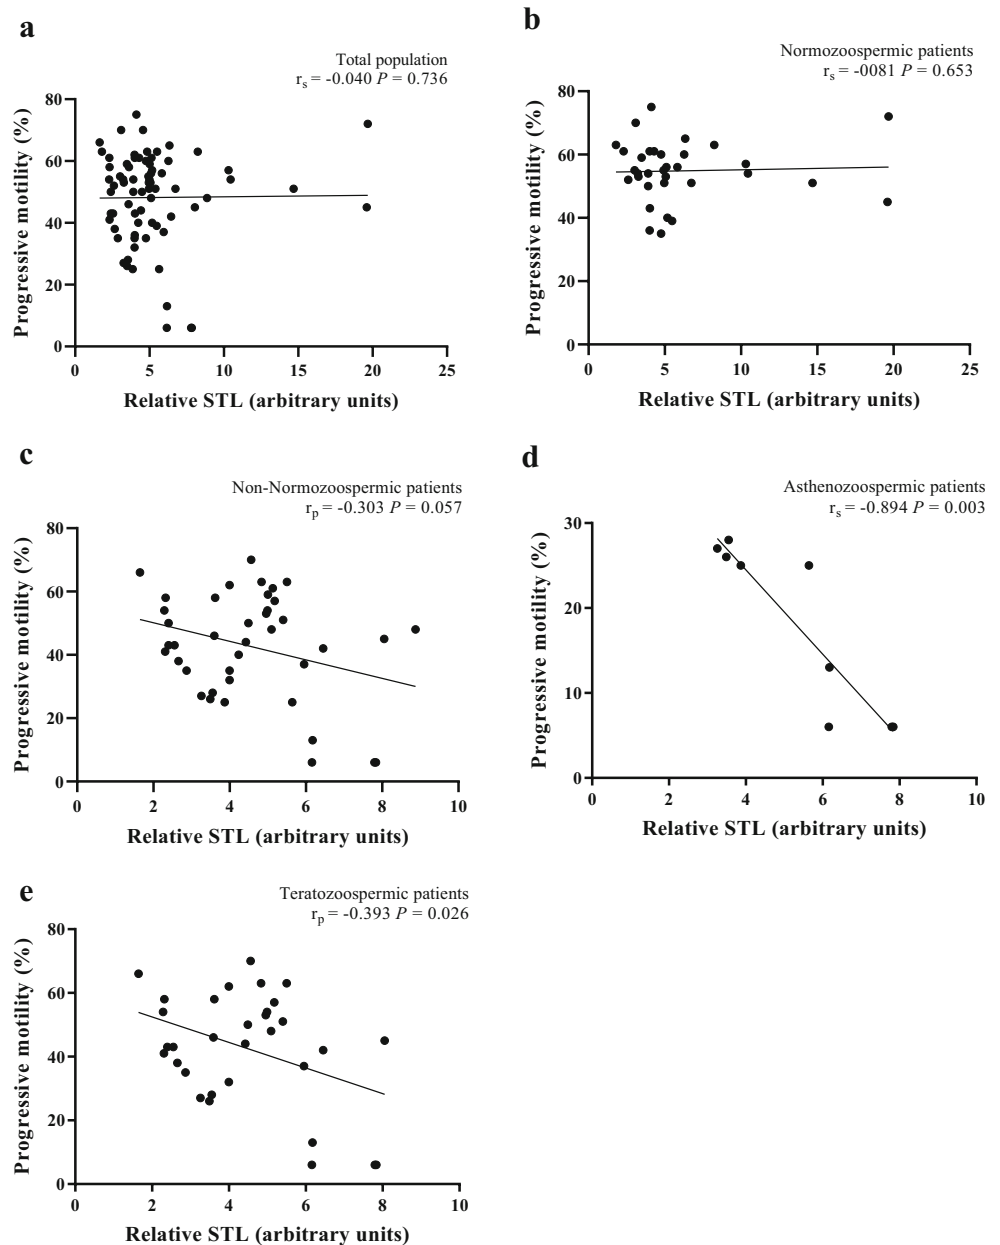 a
Total population
rs = -0.040 P = 0.736
Progressive motility (%)
80
60
40
20
0
0 5 10 15 20 25
Relative STL (arbitrary units)
b
Normozoospermic patients
rs = -0081 P = 0.653
Progressive motility (%)
80
60
40
20
0
0 5 10 15 20 25
Relative STL (arbitrary units)
c
Non-Normozoospermic patients
rp = -0.303 P = 0.057
Progressive motility (%)
80
60
40
20
0
0 2 4 6 8 10
Relative STL (arbitrary units)
d
Asthenozoospermic patients
rs = -0.894 P = 0.003
Progressive motility (%)
30
20
10
0
0 2 4 6 8 10
Relative STL (arbitrary units)
e
Teratozoospermic patients
rp = -0.393 P = 0.026
Progressive motility (%)
80
60
40
20
0
0 2 4 6 8 10
Relative STL (arbitrary units)